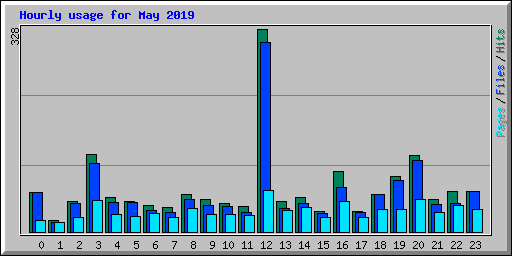 Hourly usage for May 2019
328
Pages/Files/Hits
0 1 2 3 4 5 6 7 8 9 10 11 12 13 14 15 16 17 18 19 20 21 22 23